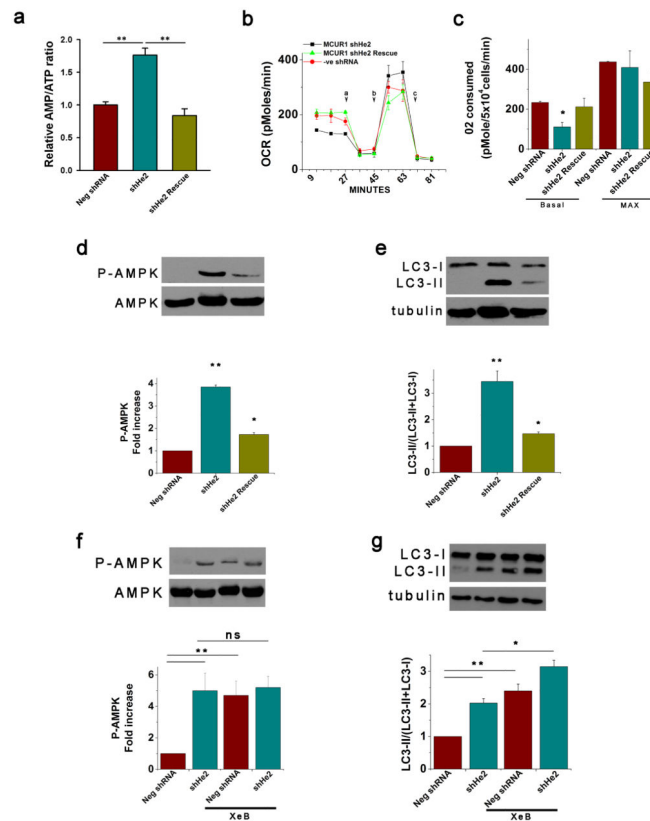 a
Relative AMP/ATP ratio
2.0
1.5
1.0
0.5
0.0
**
**
Neg shRNA
shHe2
shHe2 Rescue
b
MCUR1 shHe2
MCUR1 shHe2 Rescue
-ve shRNA
OCR (pMoles/min)
400
200
0
a
b
c
9
27
45
63
81
MINUTES
c
02 consumed
(pMole/5x10⁴cells/min)
600
400
200
0
*
Neg shRNA
shHe2
shHe2 Rescue
Neg shRNA
shHe2
shHe2 Rescue
Basal
MAX
d
P-AMPK
AMPK
P-AMPK
Fold increase
4
3
2
1
0
**
*
Neg shRNA
shHe2
shHe2 Rescue
e
LC3-I
LC3-II
tubulin
LC3-II/(LC3-II+LC3-I)
3
2
1
0
**
*
Neg shRNA
shHe2
shHe2 Rescue
f
P-AMPK
AMPK
P-AMPK
Fold increase
6
4
2
0
ns
**
Neg shRNA
shHe2
Neg shRNA
shHe2
XeB
g
LC3-I
LC3-II
tubulin
LC3-II/(LC3-II+LC3-I)
3
2
1
0
*
**
Neg shRNA
shHe2
Neg shRNA
shHe2
XeB